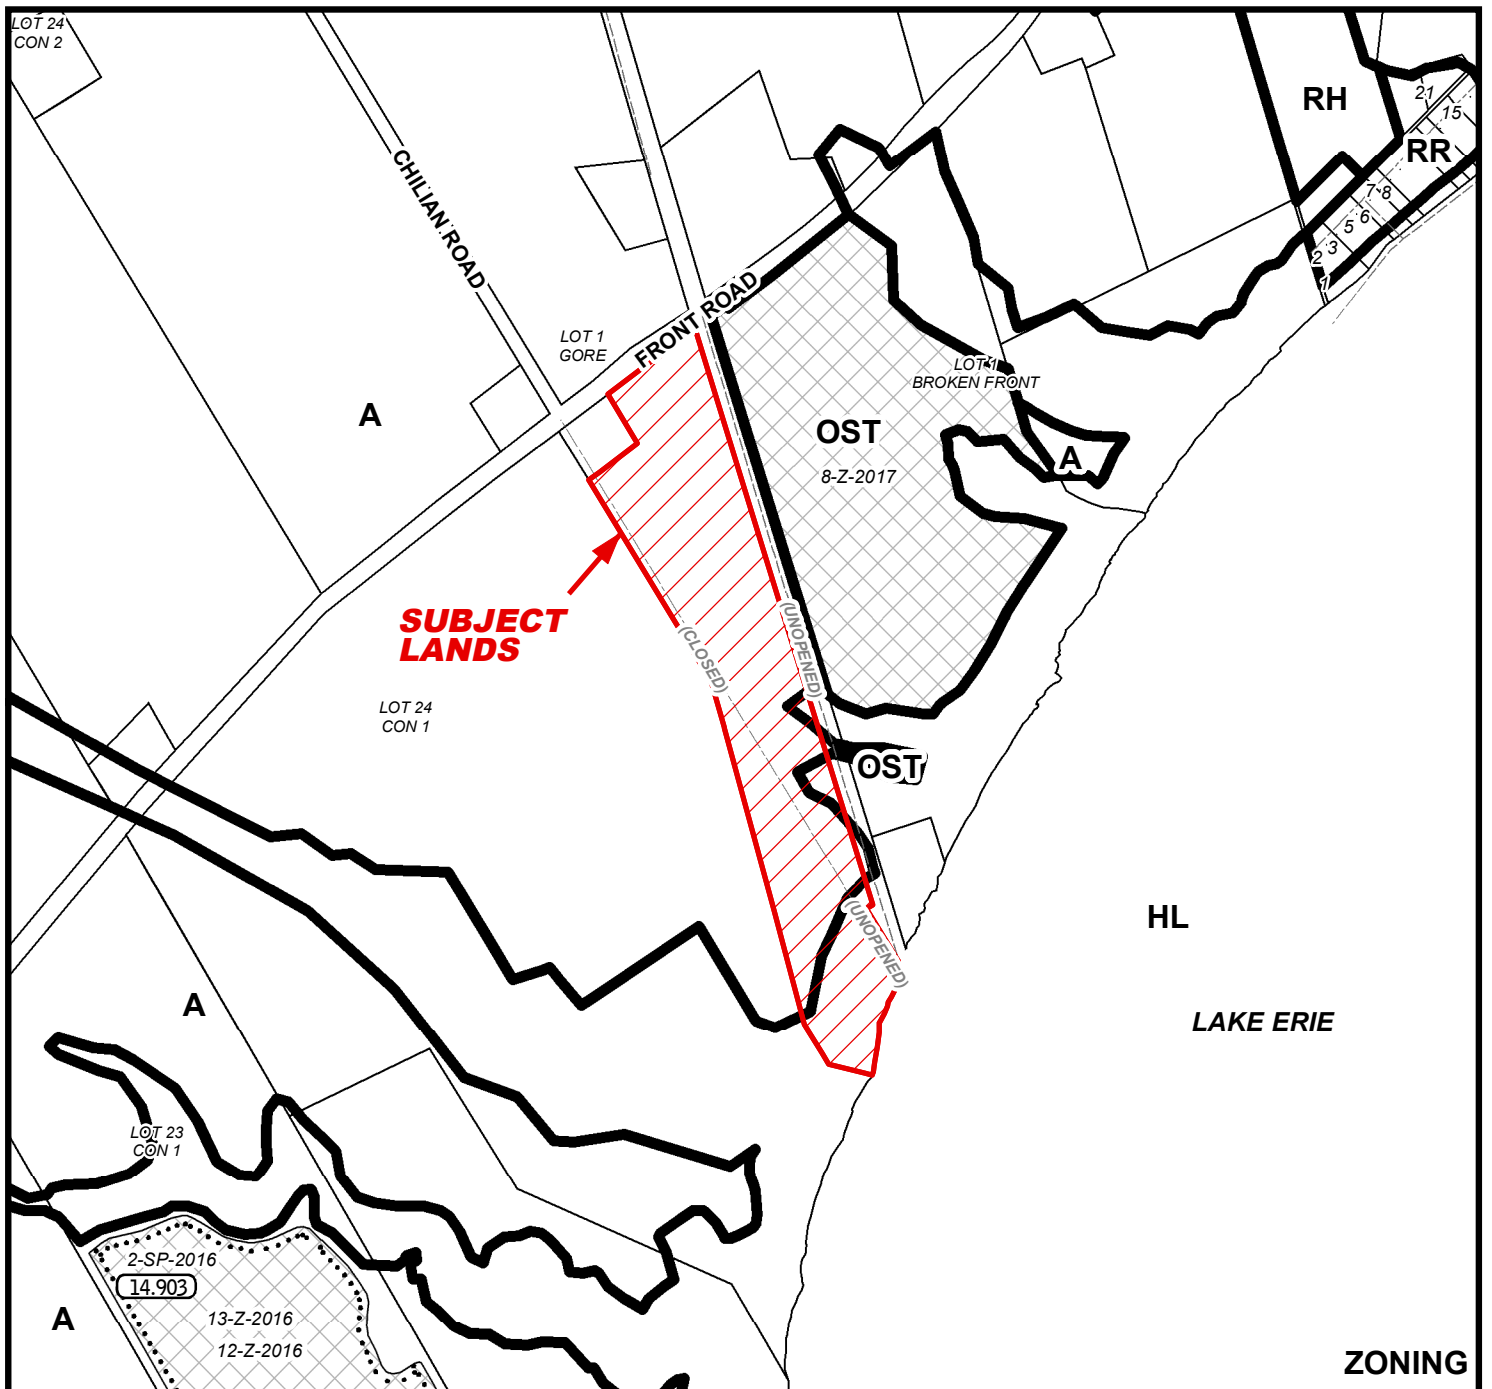 LOT 24
CON 2
RH
21
15
RR
7
8
6
5
3
2
1
CHILIAN ROAD
FRONT ROAD
LOT 1
GORE
LOT 1
BROKEN FRONT
A
OST
8-Z-2017
A
SUBJECT
LANDS
(CLOSED)
(UNOPENED)
LOT 24
CON 1
OST
(UNOPENED)
HL
LAKE ERIE
A
LOT 23
CON 1
2-SP-2016
14.903
13-Z-2016
12-Z-2016
A
ZONING